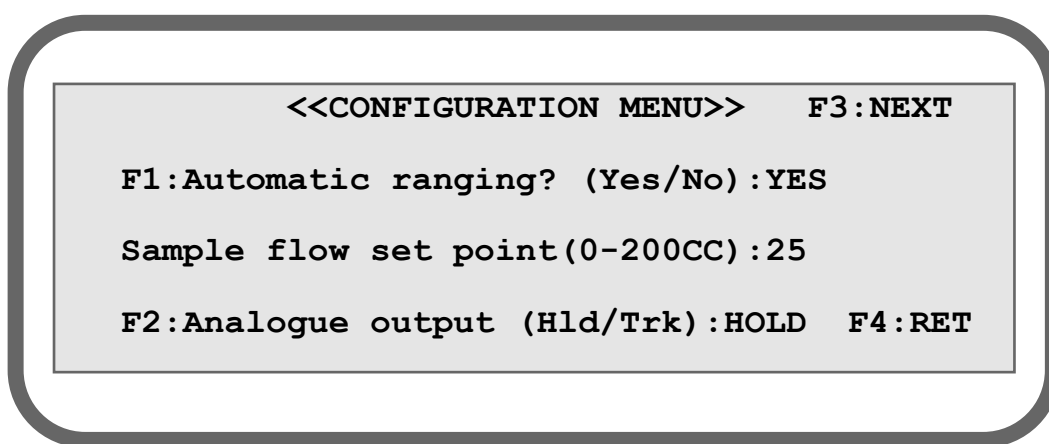 <<CONFIGURATION MENU>> F3:NEXT
F1:Automatic ranging? (Yes/No):YES
Sample flow set point(0-200CC):25
F2:Analogue output (Hld/Trk):HOLD F4:RET